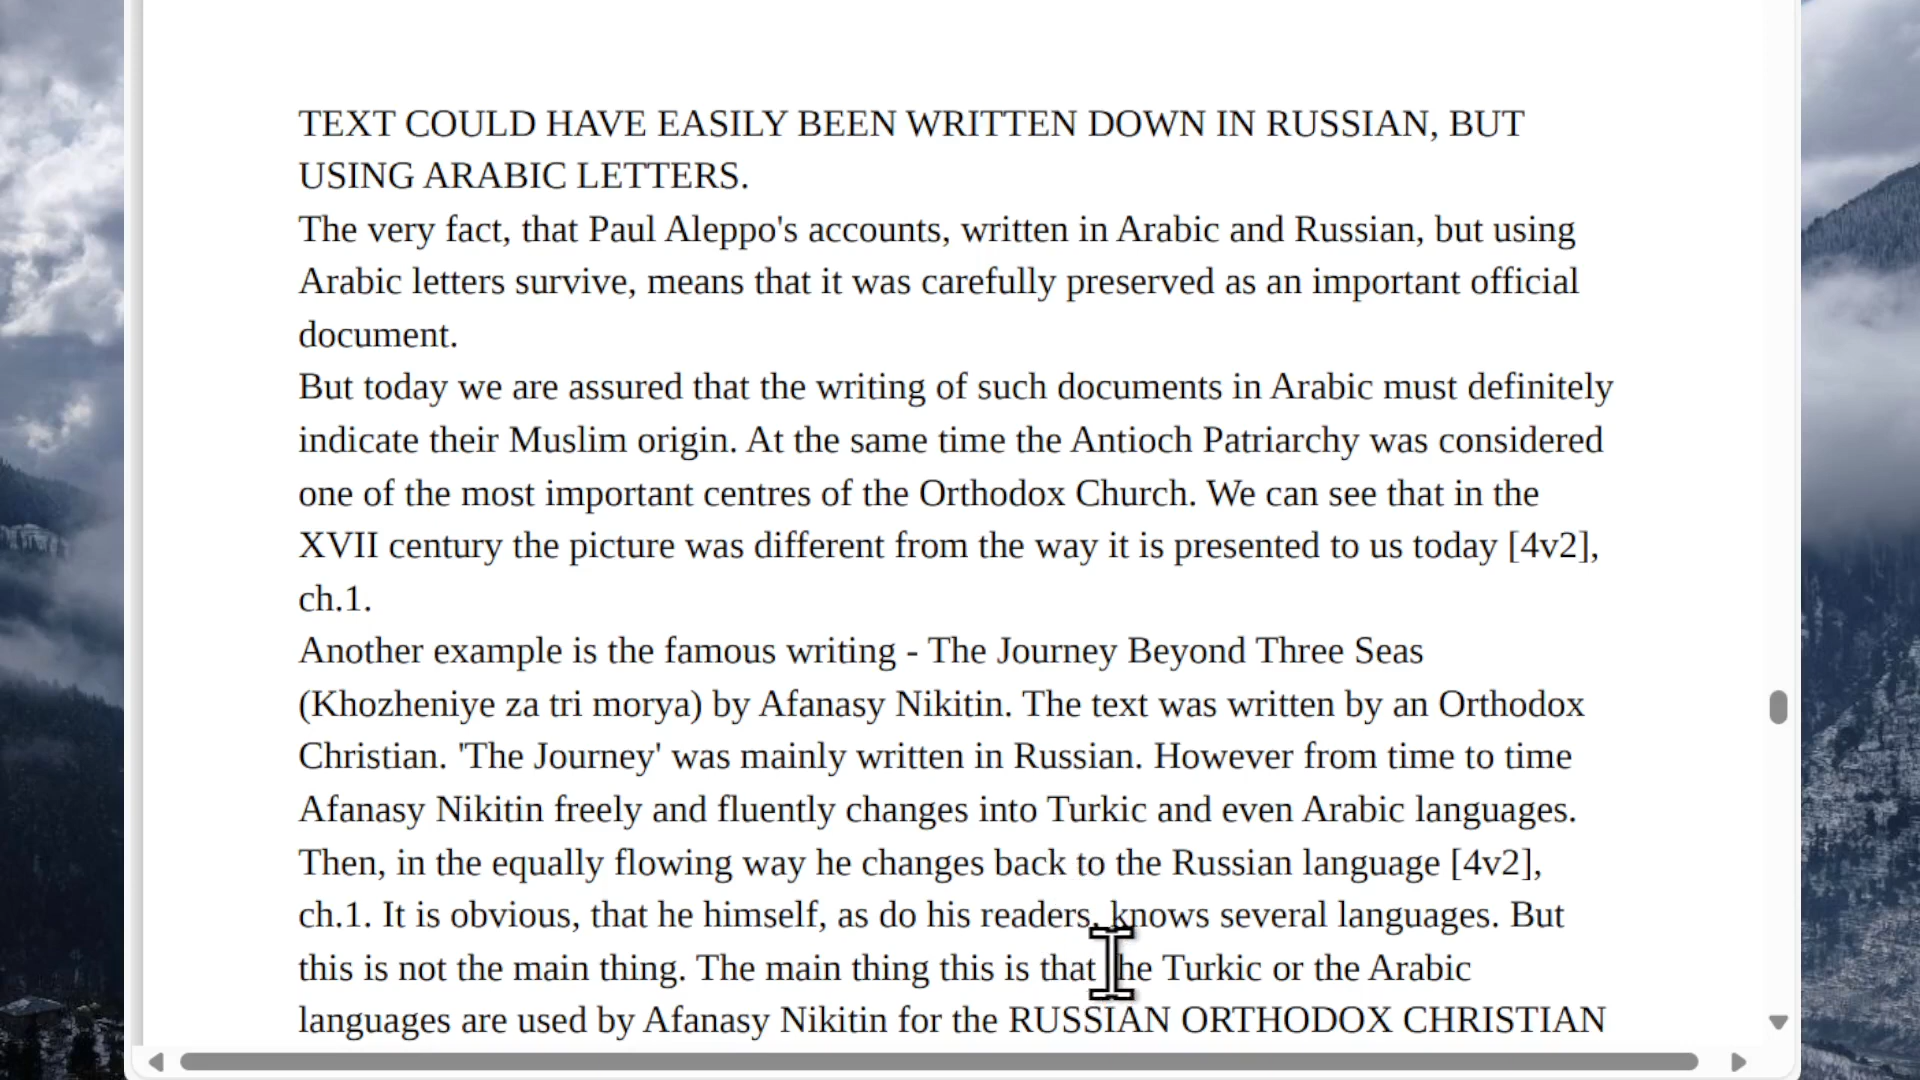 TEXT COULD HAVE EASILY BEEN WRITTEN DOWN IN RUSSIAN, BUT
USING ARABIC LETTERS.
The very fact, that Paul Aleppo's accounts, written in Arabic and Russian, but using
Arabic letters survive, means that it was carefully preserved as an important official
document.
But today we are assured that the writing of such documents in Arabic must definitely
indicate their Muslim origin. At the same time the Antioch Patriarchy was considered
one of the most important centres of the Orthodox Church. We can see that in the
XVII century the picture was different from the way it is presented to us today [4v2],
ch.1.
Another example is the famous writing - The Journey Beyond Three Seas
(Khozheniye za tri morya) by Afanasy Nikitin. The text was written by an Orthodox
Christian. 'The Journey' was mainly written in Russian. However from time to time
Afanasy Nikitin freely and fluently changes into Turkic and even Arabic languages.
Then, in the equally flowing way he changes back to the Russian language [4v2],
ch.1. It is obvious, that he himself, as do his readers, knows several languages. But
this is not the main thing. The main thing this is that the Turkic or the Arabic
languages are used by Afanasy Nikitin for the RUSSIAN ORTHODOX CHRISTIAN